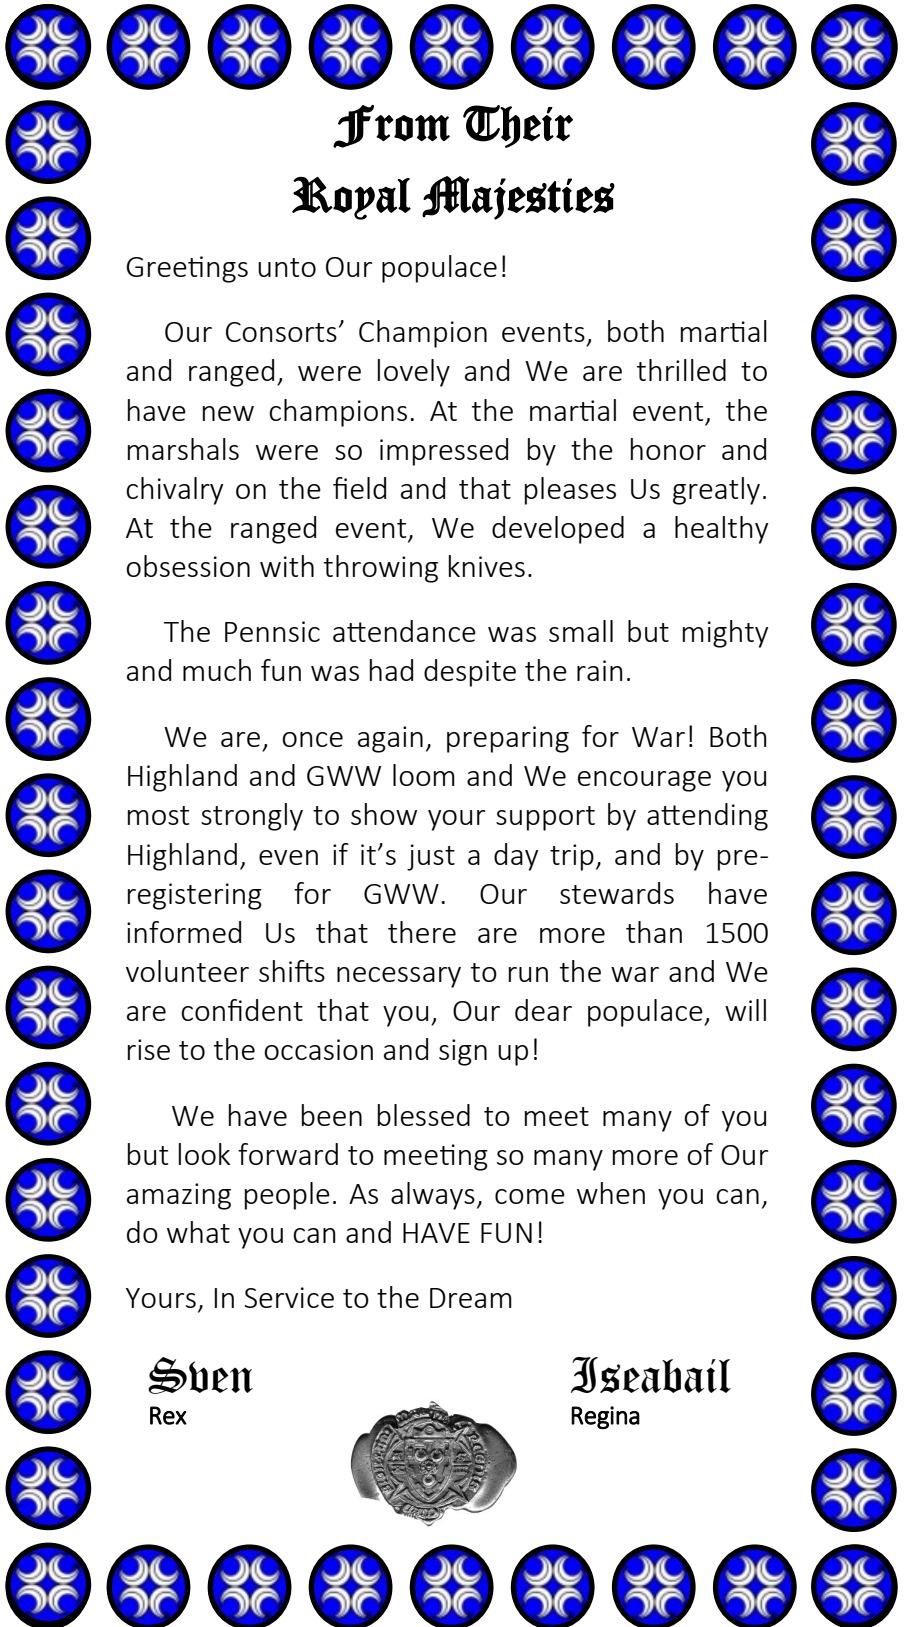 From Their
Royal Majesties
Greetings unto Our populace!
Our Consorts’ Champion events, both martial
and ranged, were lovely and We are thrilled to
have new champions. At the martial event, the
marshals were so impressed by the honor and
chivalry on the field and that pleases Us greatly.
At the ranged event, We developed a healthy
obsession with throwing knives.
The Pennsic attendance was small but mighty
and much fun was had despite the rain.
We are, once again, preparing for War! Both
Highland and GWW loom and We encourage you
most strongly to show your support by attending
Highland, even if it’s just a day trip, and by pre-
registering for GWW. Our stewards have
informed Us that there are more than 1500
volunteer shifts necessary to run the war and We
are confident that you, Our dear populace, will
rise to the occasion and sign up!
We have been blessed to meet many of you
but look forward to meeting so many more of Our
amazing people. As always, come when you can,
do what you can and HAVE FUN!
Yours, In Service to the Dream
Sven Iseabail
Rex Regina